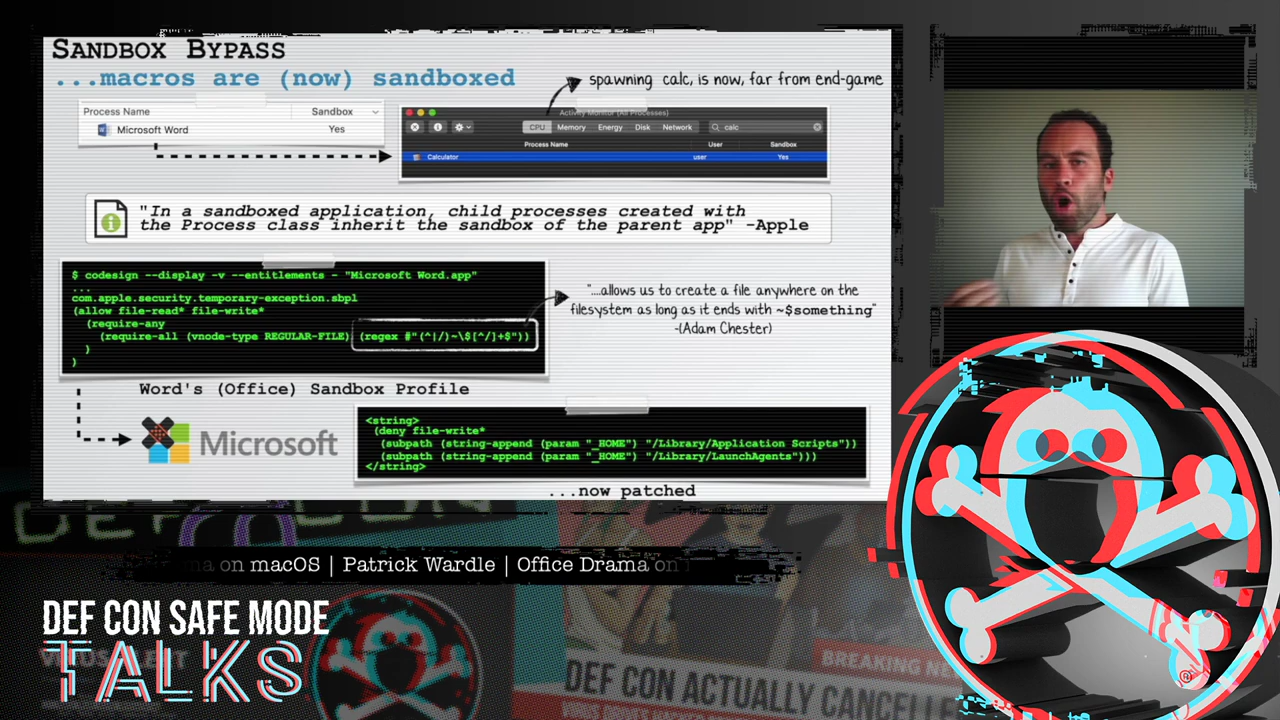 SANDBOX BYPASS
...macros are (now) sandboxed
spawning calc, is now, far from end-game
Process Name Sandbox
Microsoft Word Yes
Activity Monitor (All Processes)
CPU Memory Energy Disk Network calc
Process Name User Sandbox
Calculator user Yes
"In a sandboxed application, child processes created with
the Process class inherit the sandbox of the parent app" -Apple
$ codesign --display -v --entitlements - "Microsoft Word.app"
...
com.apple.security.temporary-exception.sbpl
(allow file-read* file-write*
(require-any
(require-all (vnode-type REGULAR-FILE) (regex #"(^|/)~\$[^/]+$"))
)
)
"...allows us to create a file anywhere on the
filesystem as long as it ends with ~$something"
-(Adam Chester)
Word's (Office) Sandbox Profile
Microsoft
<string>
(deny file-write*
(subpath (string-append (param "_HOME") "/Library/Application Scripts"))
(subpath (string-append (param "_HOME") "/Library/LaunchAgents")))
</string>
...now patched
DEF CON
on macOS | Patrick Wardle | Office Drama on
DEF CON SAFE MODE
TALKS
BREAKING
DEF CON ACTUALLY CANCELLE
®